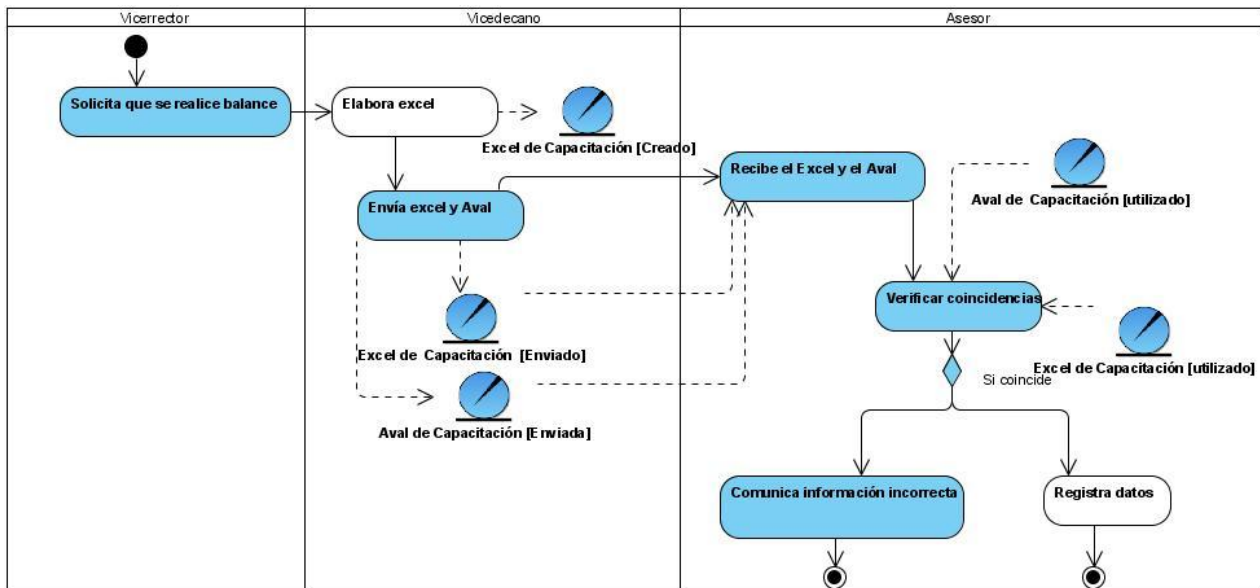 Vicerrector
Vicedecano
Asesor
Solicita que se realice balance
Elabora excel
Excel de Capacitación [Creado]
Envía excel y Aval
Recibe el Excel y el Aval
Aval de Capacitación [utilizado]
Verificar coincidencias
Excel de Capacitación [Enviado]
Excel de Capacitación [utilizado]
Si coincide
Aval de Capacitación [Enviada]
Comunica información incorrecta
Registra datos